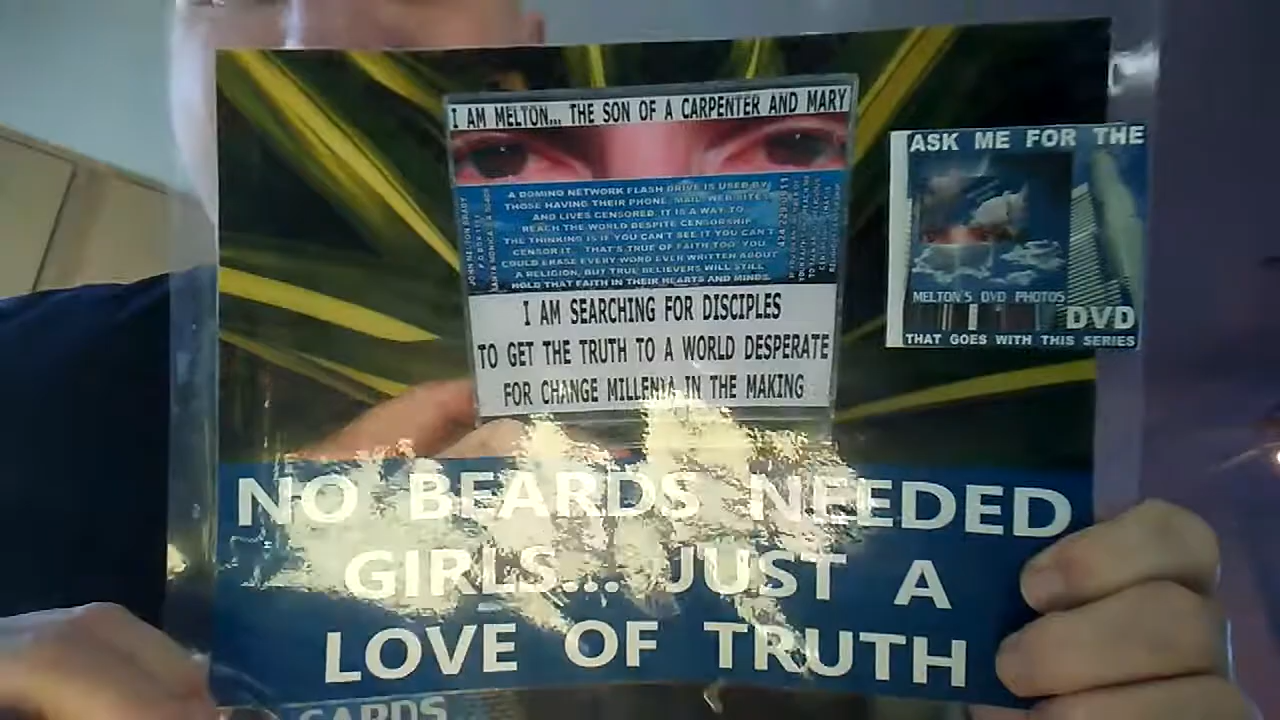 I AM MELTON... THE SON OF A CARPENTER AND MARY
A DOMINO NETWORK FLASH DRIVE IS USED BY
THOSE HAVING THEIR PHONE, MAIL, WEB SITES,
AND LIVES CENSORED. IT IS A WAY TO
REACH THE WORLD DESPITE CENSORSHIP.
THE THINKING IS IF YOU CAN'T SEE IT YOU CAN'T
CENSOR IT. THAT'S TRUE OF FAITH TOO. YOU
COULD ERASE EVERY WORD EVER WRITTEN ABOUT
A RELIGION, BUT TRUE BELIEVERS WILL STILL
HOLD THAT FAITH IN THEIR HEARTS AND MINDS.
I AM SEARCHING FOR DISCIPLES
TO GET THE TRUTH TO A WORLD DESPERATE
FOR CHANGE MILLENIA IN THE MAKING
ASK ME FOR THE
MELTON'S DVD PHOTOS
DVD
THAT GOES WITH THIS SERIES
NO BEARDS NEEDED
GIRLS... JUST A
LOVE OF TRUTH
CARDS